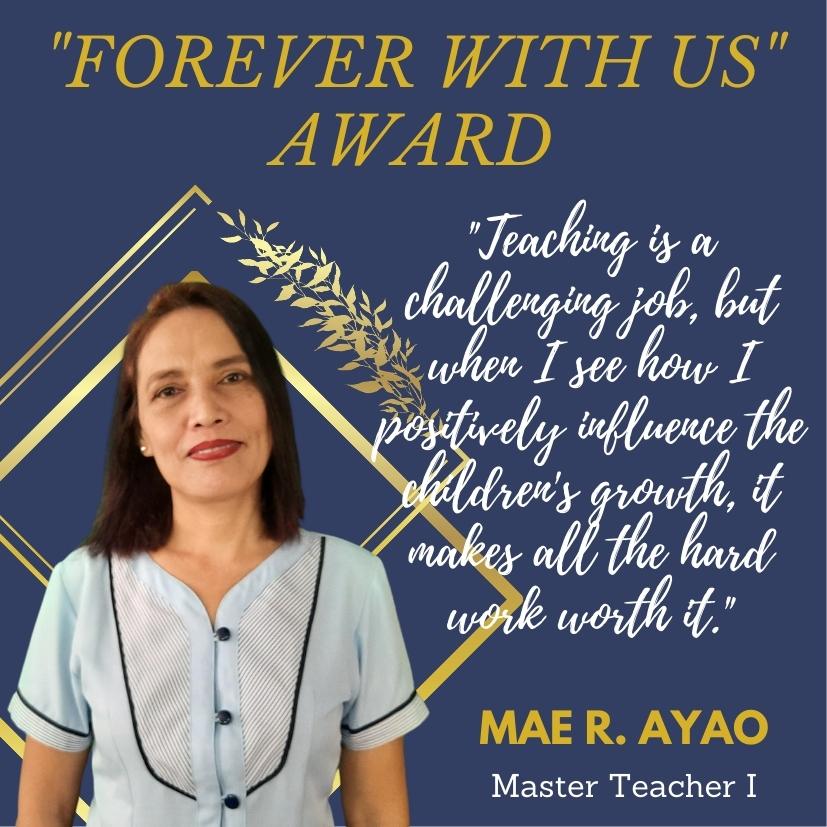 "FOREVER WITH US"
AWARD
"Teaching is a
challenging job, but
when I see how I
positively influence the
children's growth, it
makes all the hard
work worth it."
MAE R. AYAO
Master Teacher I